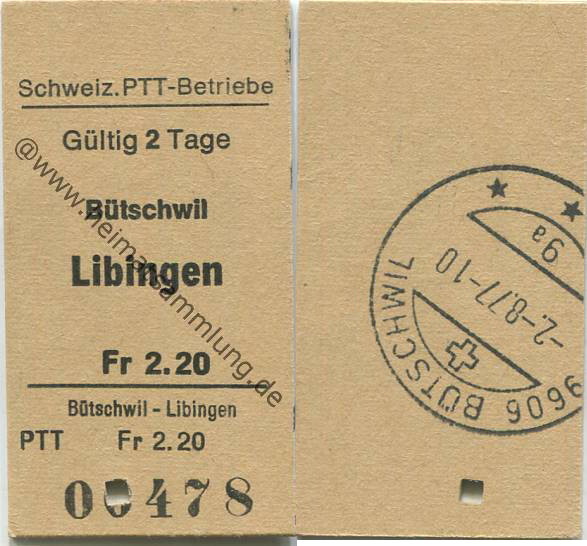 Schweiz. PTT-Betriebe
Gültig 2 Tage
Bütschwil
Libingen
Fr 2.20
Bütschwil - Libingen
PTT Fr 2.20
00478
@www.heimatsammlung.de
9606 BÜTSCHWIL
-2.-8.77-10
9a